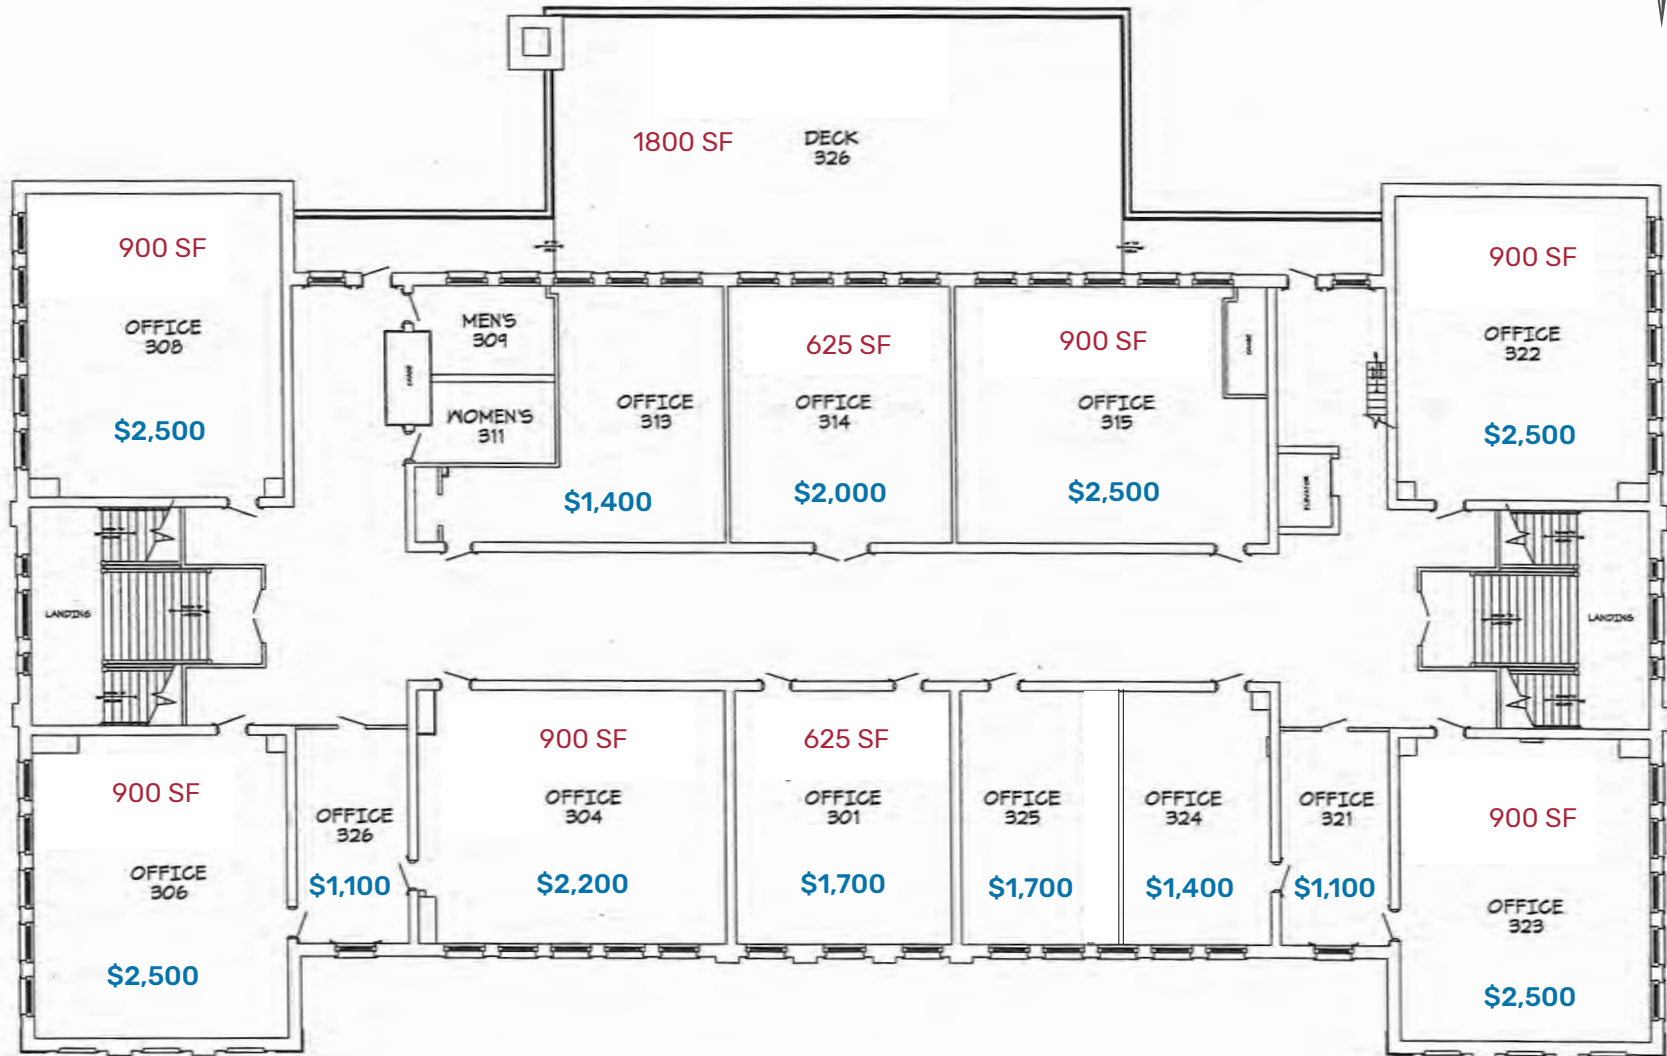 1800 SF
DECK
326
900 SF
OFFICE
308
$2,500
MEN'S
309
WOMEN'S
311
OFFICE
313
$1,400
625 SF
OFFICE
314
$2,000
900 SF
OFFICE
315
$2,500
900 SF
OFFICE
322
$2,500
ELEVATOR
LANDING
LANDING
900 SF
OFFICE
306
$2,500
OFFICE
326
$1,100
900 SF
OFFICE
304
$2,200
625 SF
OFFICE
301
$1,700
OFFICE
325
$1,700
OFFICE
324
$1,400
OFFICE
321
$1,100
900 SF
OFFICE
323
$2,500